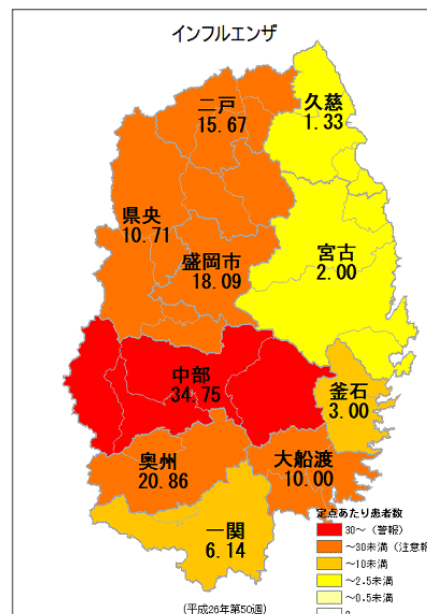 インフルエンザ
二戸
15.67
久慈
1.33
県央
10.71
盛岡市
18.09
宮古
2.00
中部
34.75
釜石
3.00
奥州
20.86
大船渡
10.00
一関
6.14
定点あたり患者数
30～（警報）
～30未満（注意報
～10未満
～2.5未満
～0.5未満
0
(平成26年第50週)